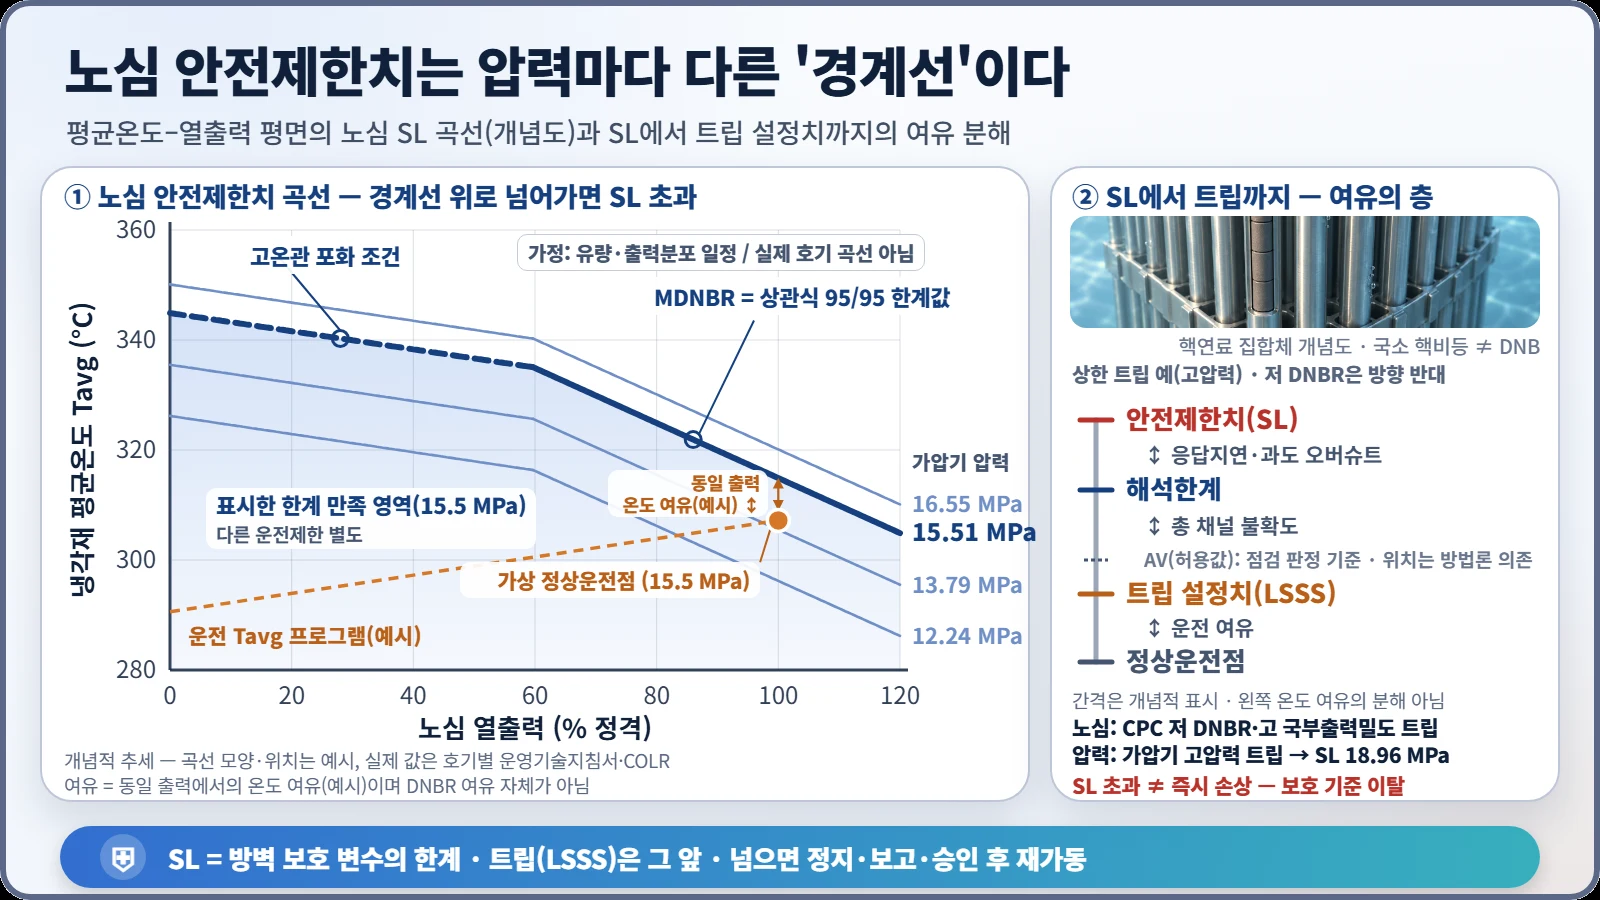 노심 안전제한치는 압력마다 다른 '경계선'이다
평균온도–열출력 평면의 노심 SL 곡선(개념도)과 SL에서 트립 설정치까지의 여유 분해
① 노심 안전제한치 곡선 — 경계선 위로 넘어가면 SL 초과
360
340
320
300
280
냉각재 평균온도 Tavg (°C)
고온관 포화 조건
가정: 유량·출력분포 일정 / 실제 호기 곡선 아님
MDNBR = 상관식 95/95 한계값
동일 출력
온도 여유(예시) ↕
표시한 한계 만족 영역(15.5 MPa)
다른 운전제한 별도
가상 정상운전점 (15.5 MPa)
운전 Tavg 프로그램(예시)
가압기 압력
16.55 MPa
15.51 MPa
13.79 MPa
12.24 MPa
0 20 40 60 80 100 120
노심 열출력 (% 정격)
개념적 추세 — 곡선 모양·위치는 예시, 실제 값은 호기별 운영기술지침서·COLR
여유 = 동일 출력에서의 온도 여유(예시)이며 DNBR 여유 자체가 아님
② SL에서 트립까지 — 여유의 층
핵연료 집합체 개념도 · 국소 핵비등 ≠ DNB
상한 트립 예(고압력) · 저 DNBR은 방향 반대
안전제한치(SL)
↕ 응답지연·과도 오버슈트
해석한계
↕ 총 채널 불확도
AV(허용값): 점검 판정 기준 · 위치는 방법론 의존
트립 설정치(LSSS)
↕ 운전 여유
정상운전점
간격은 개념적 표시 · 왼쪽 온도 여유의 분해 아님
노심: CPC 저 DNBR·고 국부출력밀도 트립
압력: 가압기 고압력 트립 → SL 18.96 MPa
SL 초과 ≠ 즉시 손상 — 보호 기준 이탈
SL = 방벽 보호 변수의 한계 · 트립(LSSS)은 그 앞 · 넘으면 정지·보고·승인 후 재가동